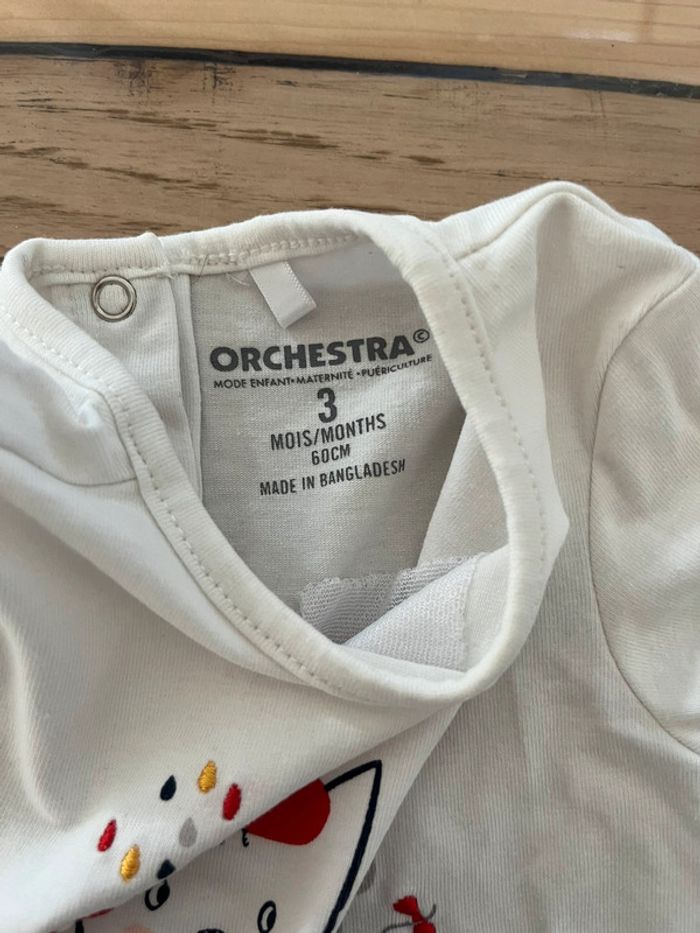 ORCHESTRA©
MODE ENFANT•MATERNITÉ•PUÉRICULTURE
3
MOIS/MONTHS
60CM
MADE IN BANGLADESH